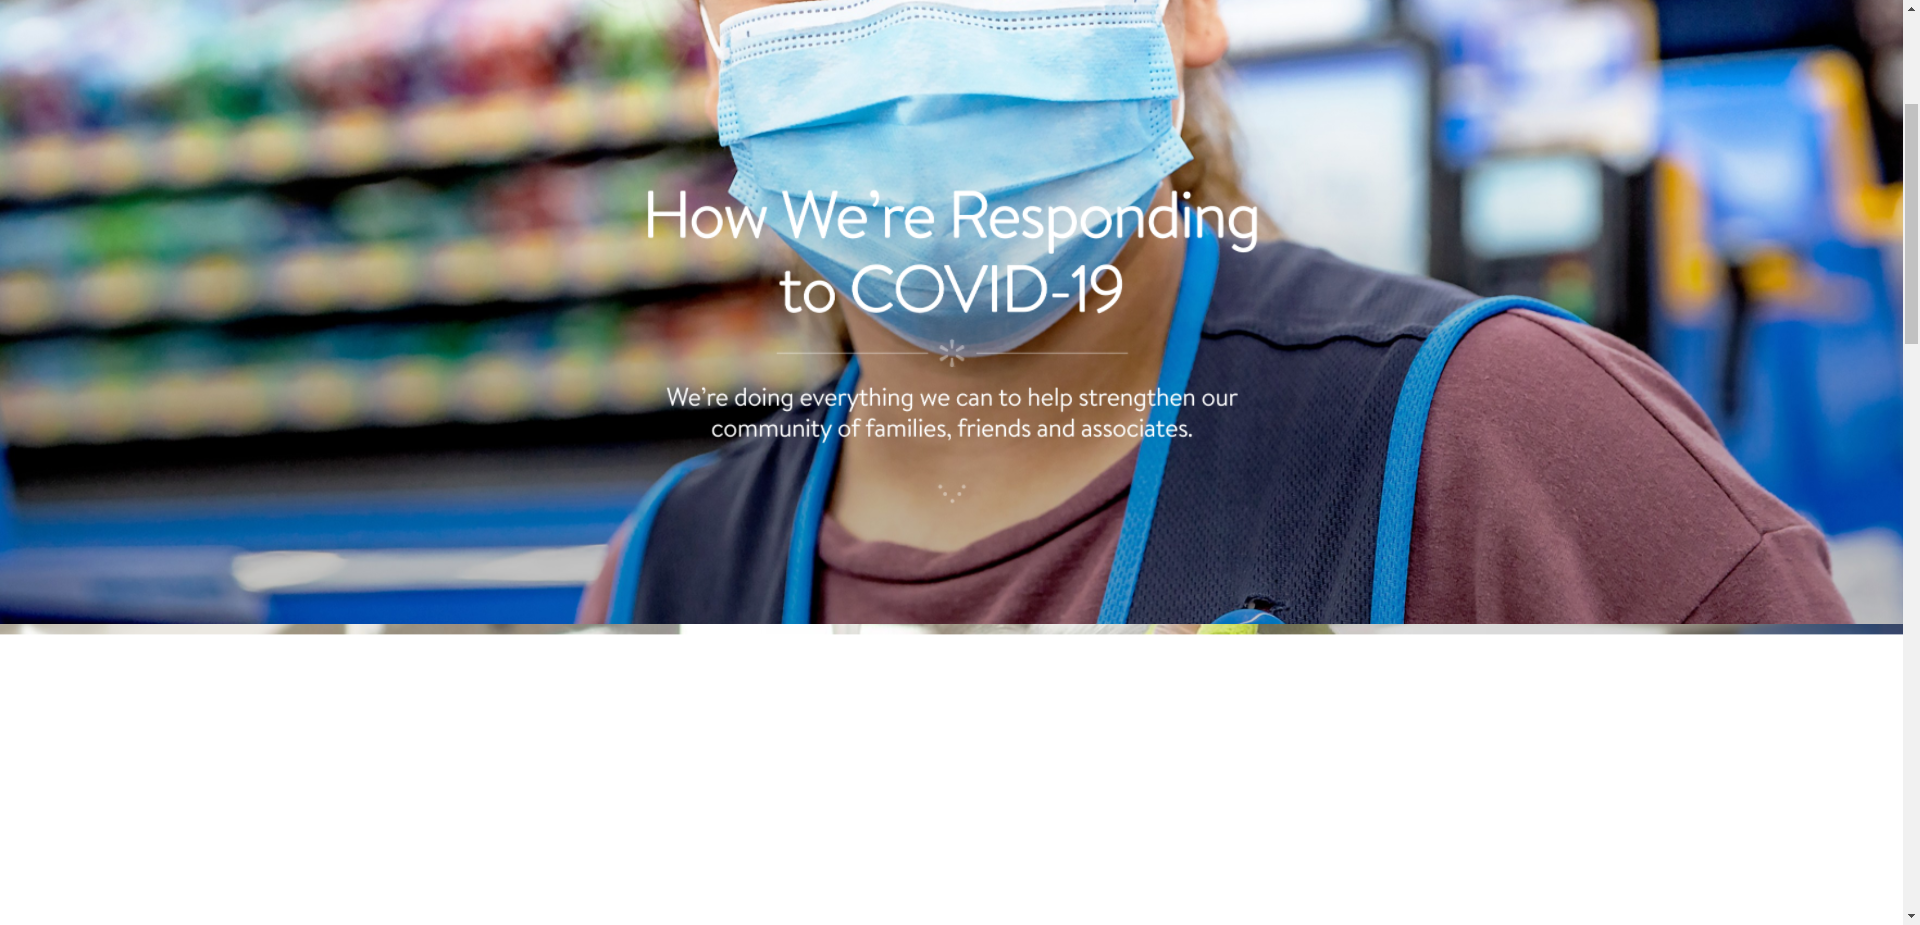 How We’re Responding
to COVID-19
We’re doing everything we can to help strengthen our
community of families, friends and associates.